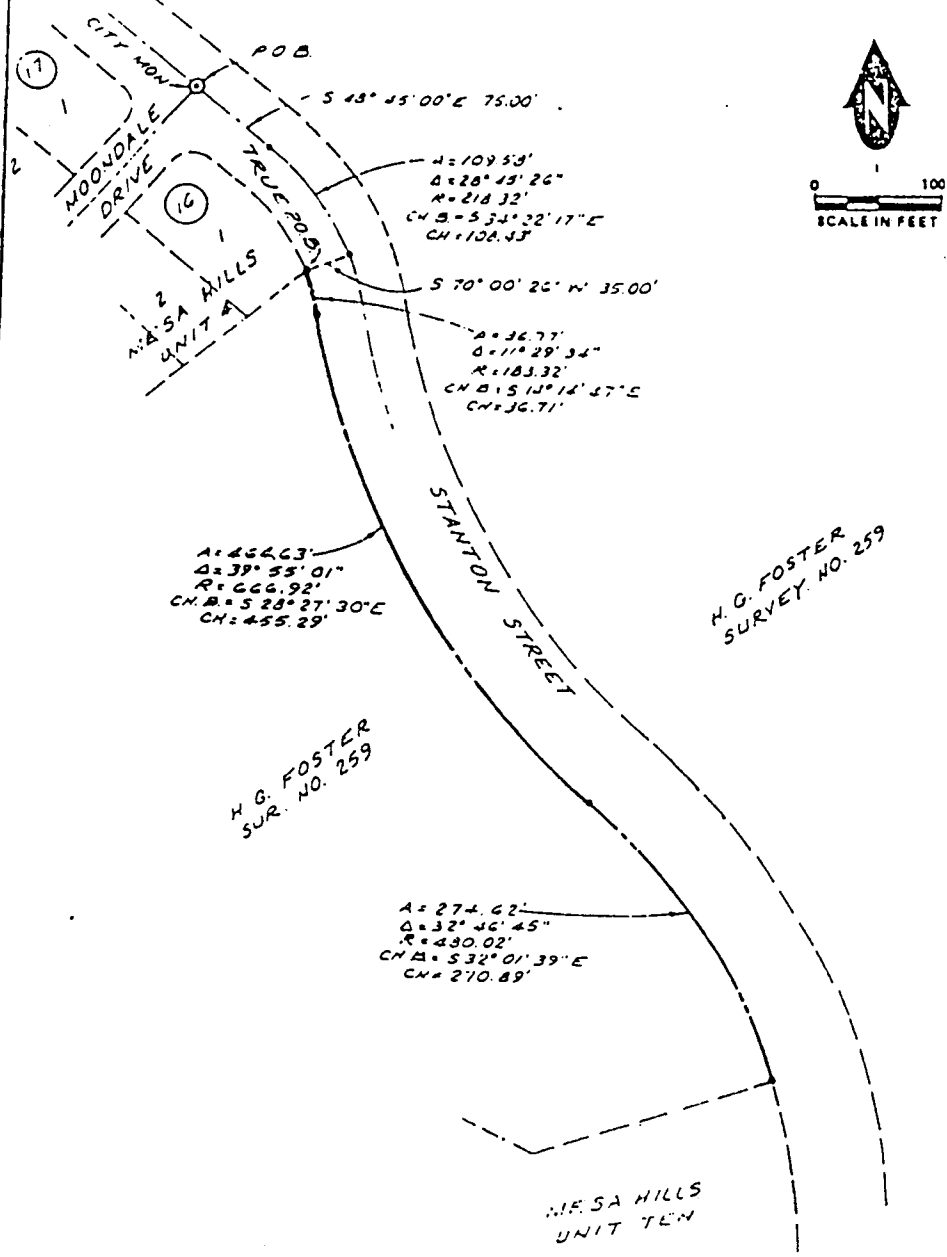 17
1
2
CITY MON
P.O.B.
MOONDALE
DRIVE
16
1
2
MESA HILLS
UNIT 4
TRUE P.O.B.
S 48° 45' 00" E 75.00'
A = 109.58'
Δ = 28° 45' 26"
R = 218.32'
CH B = S 34° 22' 17" E
CH = 108.43'
S 70° 00' 26" W 35.00'
A = 36.77'
Δ = 11° 29' 34"
R = 183.32'
CH B = S 14° 14' 47" E
CH = 36.71'
N
0 100
SCALE IN FEET
STANTON STREET
A = 464.63'
Δ = 39° 55' 01"
R = 666.92'
CH. B. = S 28° 27' 30" E
CH = 455.29'
H. G. FOSTER
SURVEY. NO. 259
H. G. FOSTER
SUR. NO. 259
A = 274.62'
Δ = 32° 46' 45"
R = 480.02'
CH B = S 32° 01' 39" E
CH = 270.89'
MESA HILLS
UNIT TEN